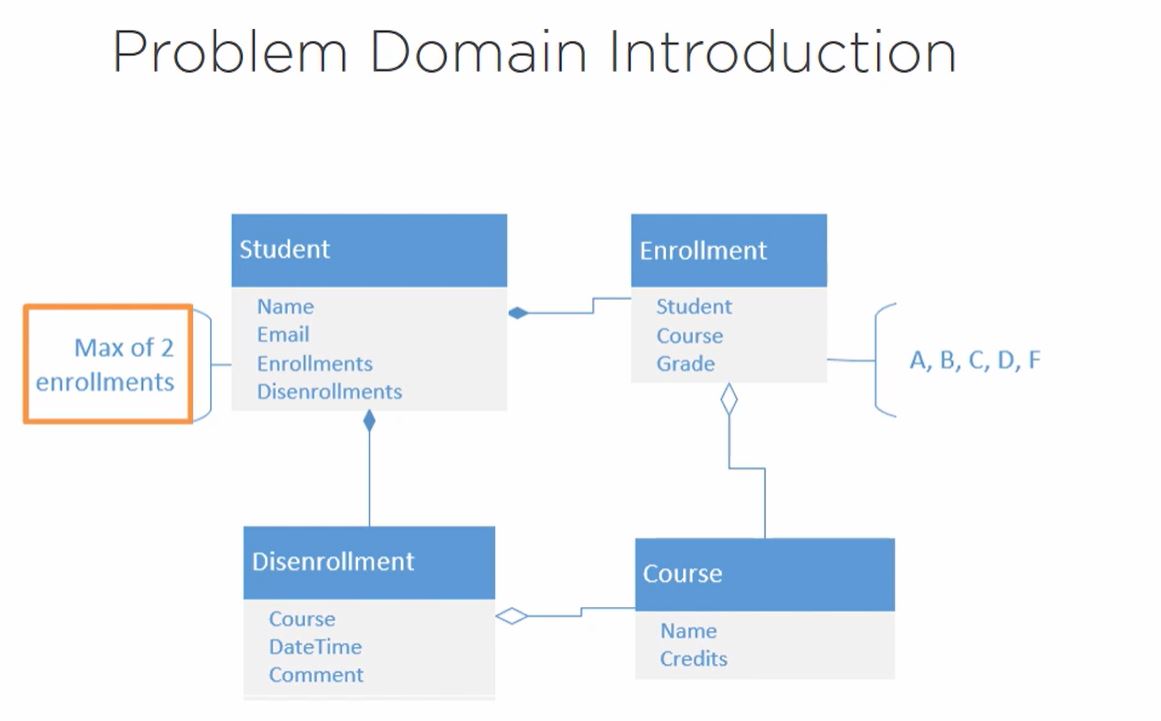 Problem Domain Introduction
Student
Name
Email
Enrollments
Disenrollments
Max of 2
enrollments
Enrollment
Student
Course
Grade
A, B, C, D, F
Disenrollment
Course
DateTime
Comment
Course
Name
Credits